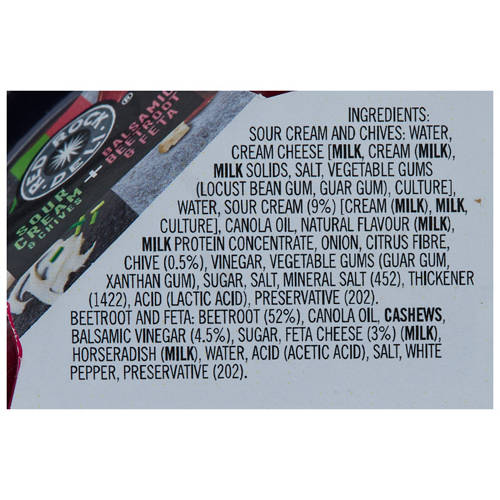 RED ROCK
DELI
®
SOUR
CREAM
& CHIVES
+
BALSAMIC
BEETROOT
& FETA
INGREDIENTS:
SOUR CREAM AND CHIVES: WATER,
CREAM CHEESE [MILK, CREAM (MILK),
MILK SOLIDS, SALT, VEGETABLE GUMS
(LOCUST BEAN GUM, GUAR GUM), CULTURE],
WATER, SOUR CREAM (9%) [CREAM (MILK), MILK,
CULTURE], CANOLA OIL, NATURAL FLAVOUR (MILK),
MILK PROTEIN CONCENTRATE, ONION, CITRUS FIBRE,
CHIVE (0.5%), VINEGAR, VEGETABLE GUMS (GUAR GUM,
XANTHAN GUM), SUGAR, SALT, MINERAL SALT (452), THICKENER
(1422), ACID (LACTIC ACID), PRESERVATIVE (202).
BEETROOT AND FETA: BEETROOT (52%), CANOLA OIL, CASHEWS,
BALSAMIC VINEGAR (4.5%), SUGAR, FETA CHEESE (3%) (MILK),
HORSERADISH (MILK), WATER, ACID (ACETIC ACID), SALT, WHITE
PEPPER, PRESERVATIVE (202).